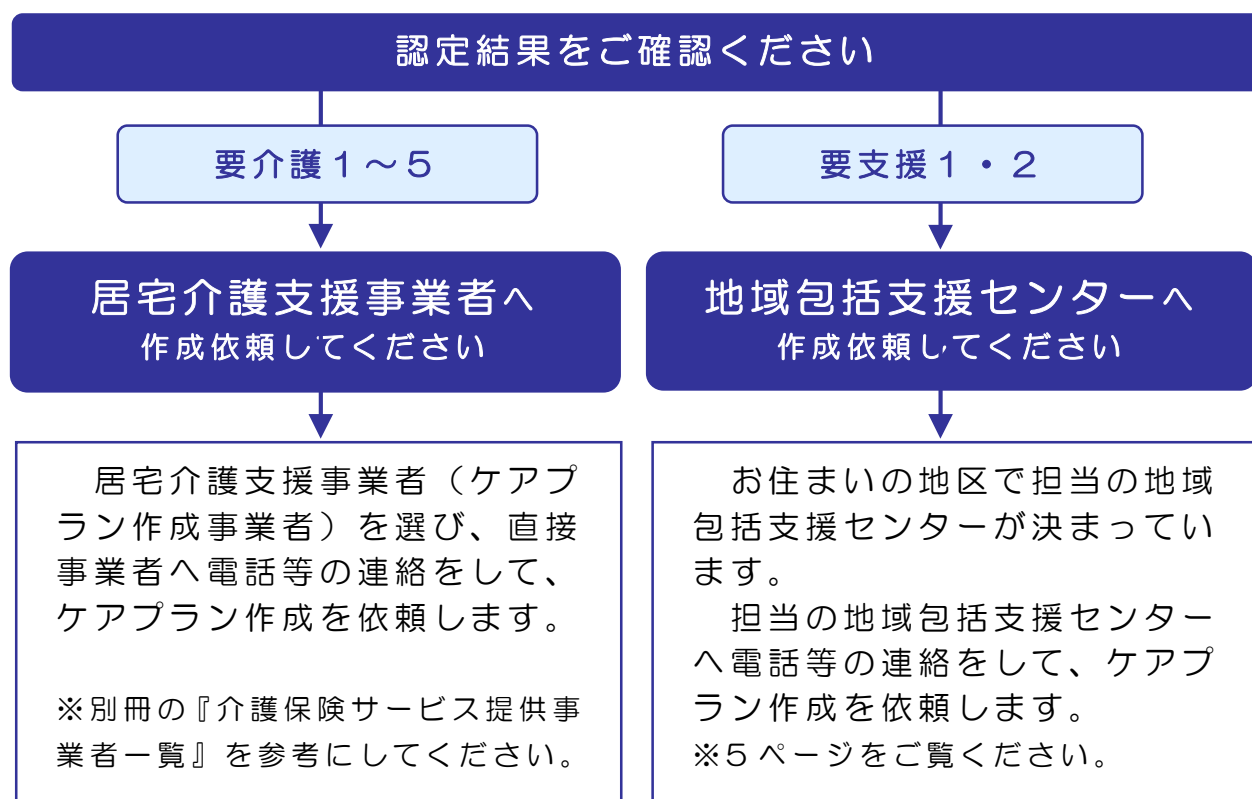 認定結果をご確認ください
要介護１～５
居宅介護支援事業者へ
作成依頼してください
居宅介護支援事業者（ケアプ
ラン作成事業者）を選び、直接
事業者へ電話等の連絡をして、
ケアプラン作成を依頼します。
※別冊の『介護保険サービス提供事
業者一覧』を参考にしてください。
要支援１・２
地域包括支援センターへ
作成依頼してください
お住まいの地区で担当の地域
包括支援センターが決まってい
ます。
担当の地域包括支援センター
へ電話等の連絡をして、ケアプ
ラン作成を依頼します。
※５ページをご覧ください。